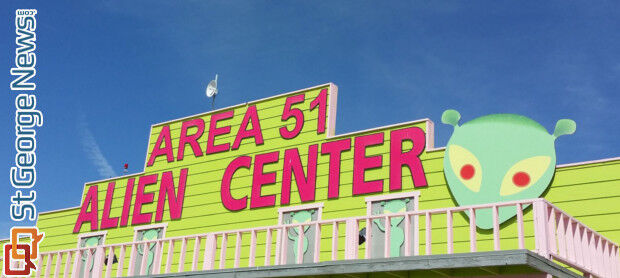 St George News.COM
AREA 51
ALIEN CENTER